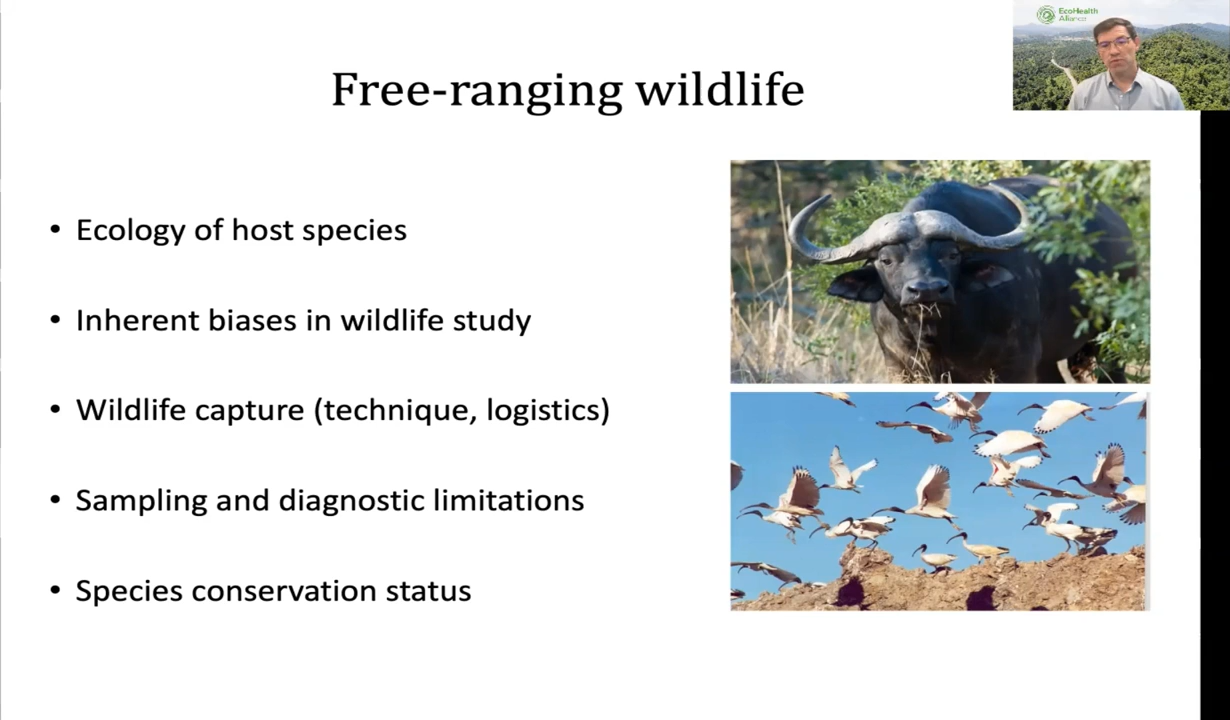 EcoHealth
Alliance
Free-ranging wildlife
• Ecology of host species
• Inherent biases in wildlife study
• Wildlife capture (technique, logistics)
• Sampling and diagnostic limitations
• Species conservation status